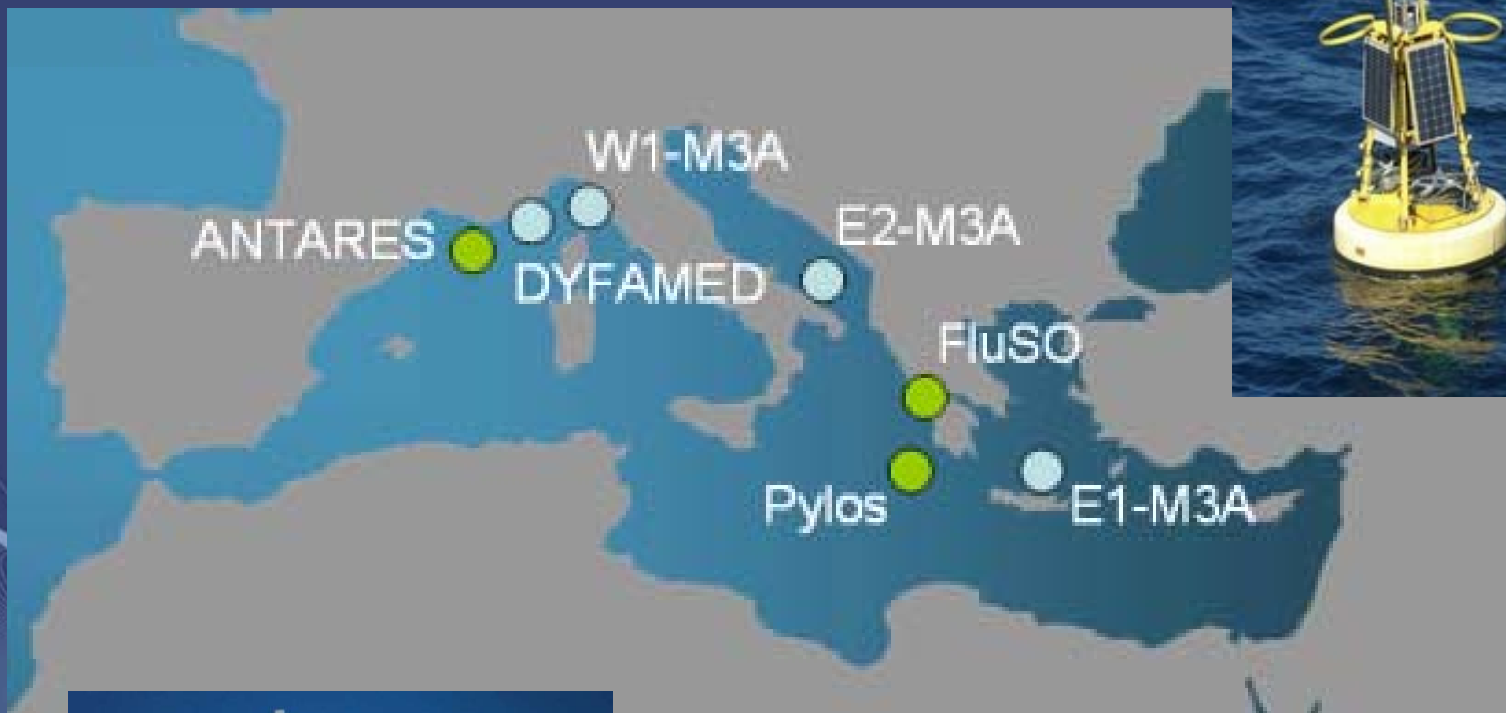 W1-M3A
ANTARES
E2-M3A
DYFAMED
FluSO
Pylos
E1-M3A